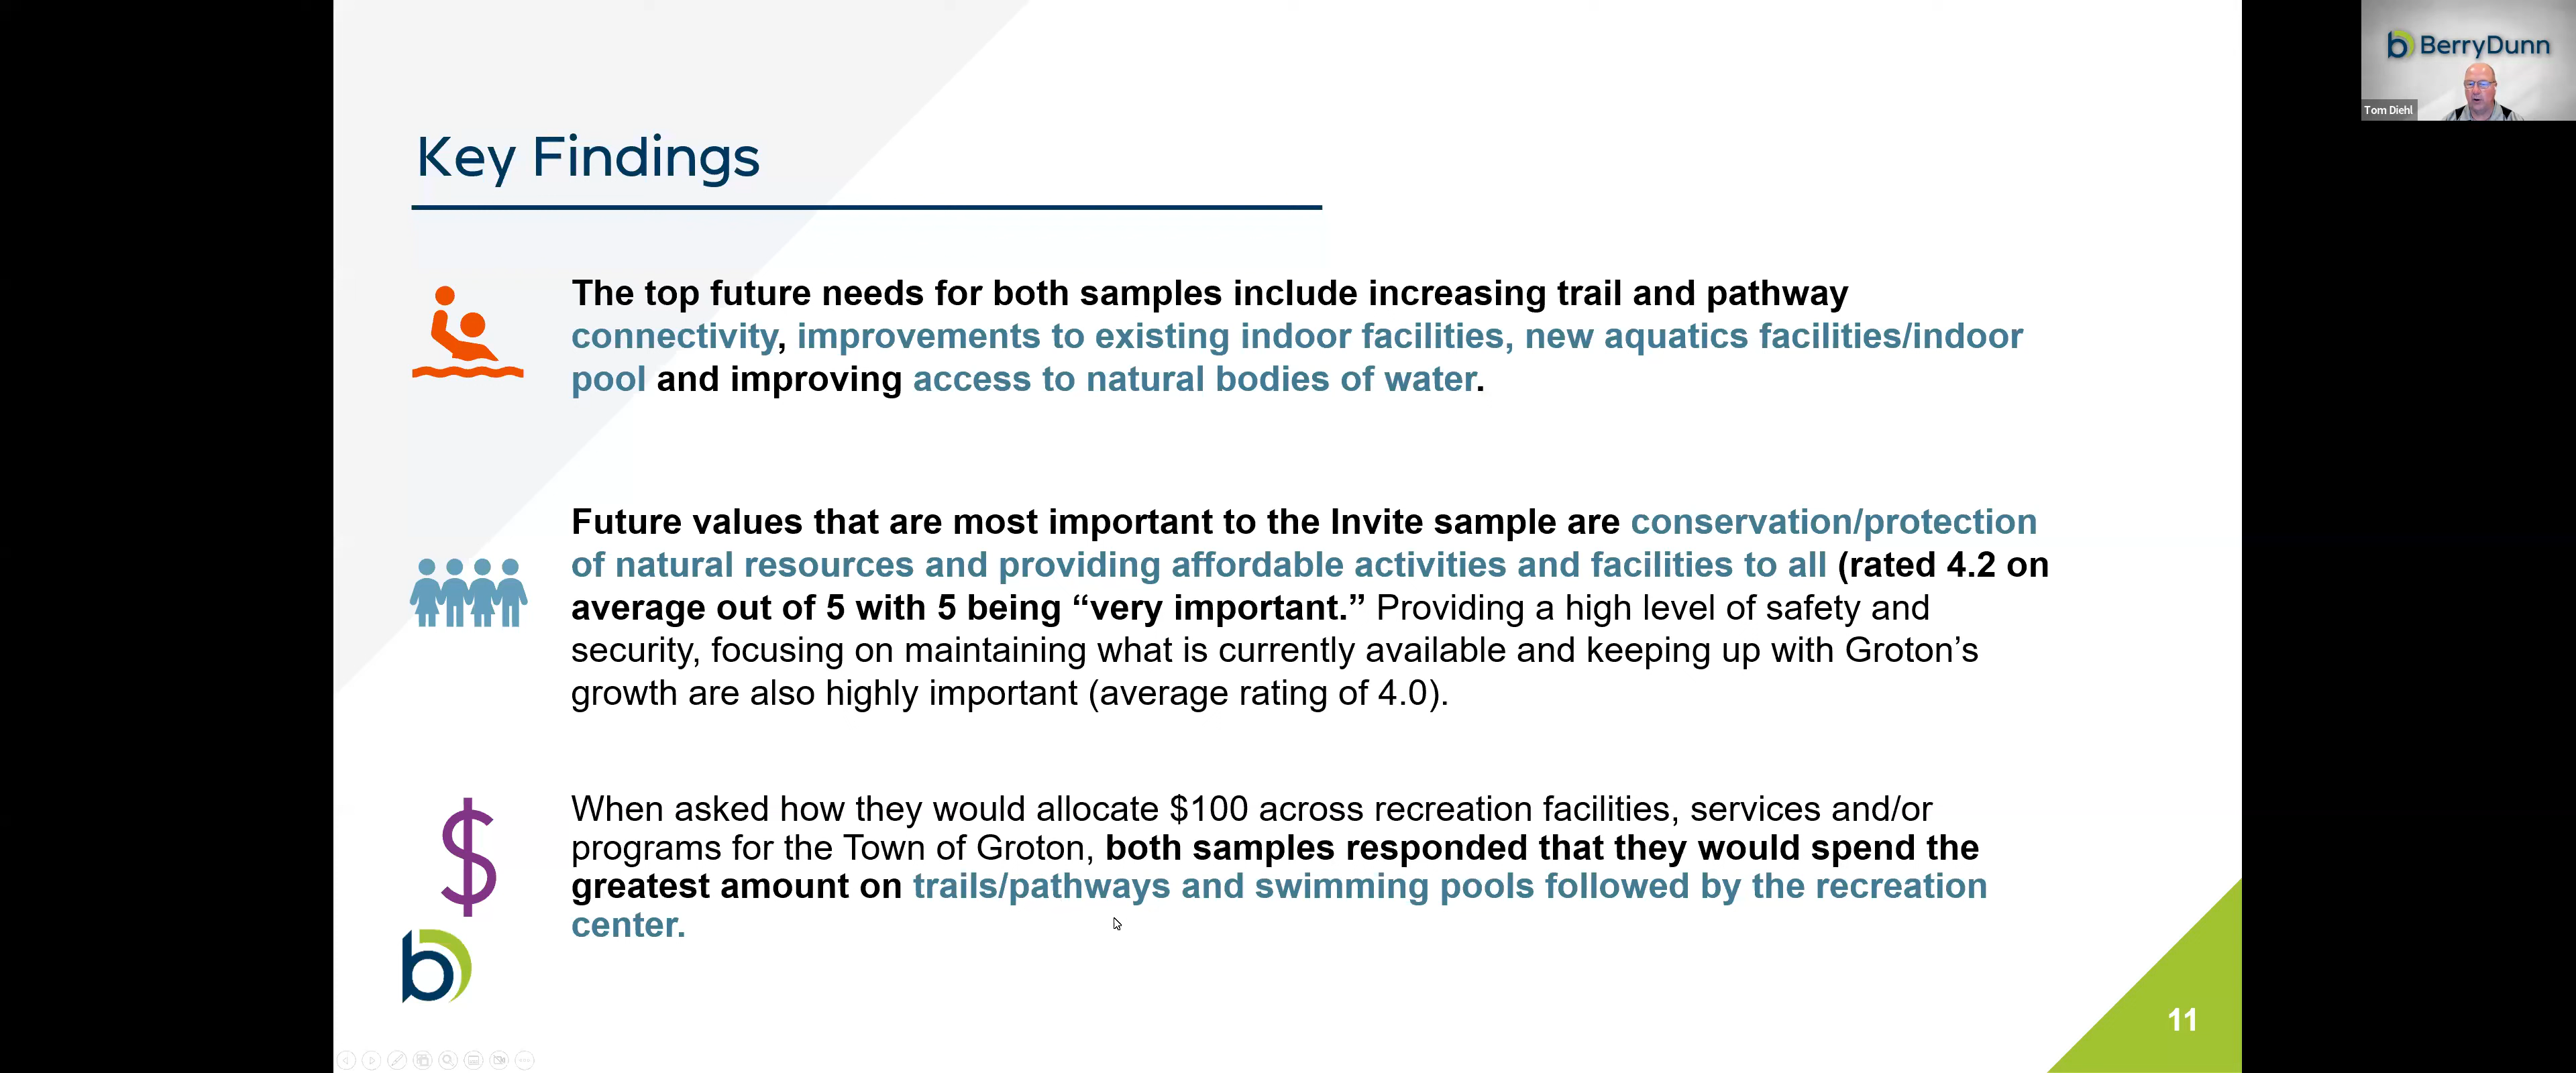 BerryDunn
Tom Diehl
Key Findings
The top future needs for both samples include increasing trail and pathway
connectivity, improvements to existing indoor facilities, new aquatics facilities/indoor
pool and improving access to natural bodies of water.
Future values that are most important to the Invite sample are conservation/protection
of natural resources and providing affordable activities and facilities to all (rated 4.2 on
average out of 5 with 5 being “very important.” Providing a high level of safety and
security, focusing on maintaining what is currently available and keeping up with Groton’s
growth are also highly important (average rating of 4.0).
When asked how they would allocate $100 across recreation facilities, services and/or
programs for the Town of Groton, both samples responded that they would spend the
greatest amount on trails/pathways and swimming pools followed by the recreation
center.
11